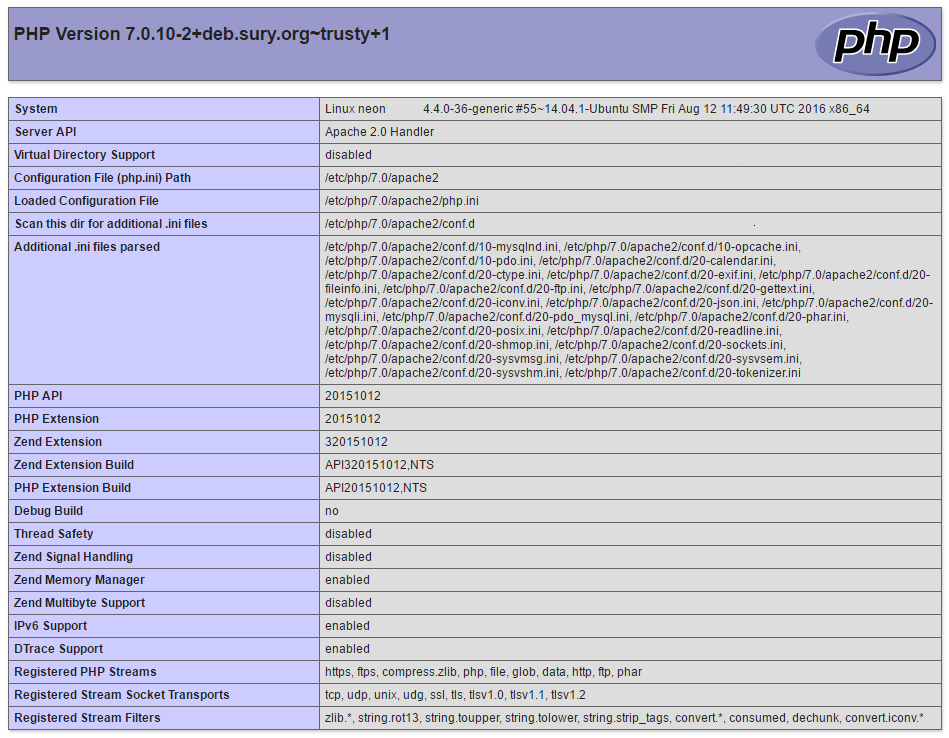 PHP Version 7.0.10-2+deb.sury.org~trusty+1
php
System Linux neon 4.4.0-36-generic #55~14.04.1-Ubuntu SMP Fri Aug 12 11:49:30 UTC 2016 x86_64
Server API Apache 2.0 Handler
Virtual Directory Support disabled
Configuration File (php.ini) Path /etc/php/7.0/apache2
Loaded Configuration File /etc/php/7.0/apache2/php.ini
Scan this dir for additional .ini files /etc/php/7.0/apache2/conf.d
Additional .ini files parsed /etc/php/7.0/apache2/conf.d/10-mysqlnd.ini, /etc/php/7.0/apache2/conf.d/10-opcache.ini,
/etc/php/7.0/apache2/conf.d/10-pdo.ini, /etc/php/7.0/apache2/conf.d/20-calendar.ini,
/etc/php/7.0/apache2/conf.d/20-ctype.ini, /etc/php/7.0/apache2/conf.d/20-exif.ini, /etc/php/7.0/apache2/conf.d/20-
fileinfo.ini, /etc/php/7.0/apache2/conf.d/20-ftp.ini, /etc/php/7.0/apache2/conf.d/20-gettext.ini,
/etc/php/7.0/apache2/conf.d/20-iconv.ini, /etc/php/7.0/apache2/conf.d/20-json.ini, /etc/php/7.0/apache2/conf.d/20-
mysqli.ini, /etc/php/7.0/apache2/conf.d/20-pdo_mysql.ini, /etc/php/7.0/apache2/conf.d/20-phar.ini,
/etc/php/7.0/apache2/conf.d/20-posix.ini, /etc/php/7.0/apache2/conf.d/20-readline.ini,
/etc/php/7.0/apache2/conf.d/20-shmop.ini, /etc/php/7.0/apache2/conf.d/20-sockets.ini,
/etc/php/7.0/apache2/conf.d/20-sysvmsg.ini, /etc/php/7.0/apache2/conf.d/20-sysvsem.ini,
/etc/php/7.0/apache2/conf.d/20-sysvshm.ini, /etc/php/7.0/apache2/conf.d/20-tokenizer.ini
PHP API 20151012
PHP Extension 20151012
Zend Extension 320151012
Zend Extension Build API320151012,NTS
PHP Extension Build API20151012,NTS
Debug Build no
Thread Safety disabled
Zend Signal Handling disabled
Zend Memory Manager enabled
Zend Multibyte Support disabled
IPv6 Support enabled
DTrace Support enabled
Registered PHP Streams https, ftps, compress.zlib, php, file, glob, data, http, ftp, phar
Registered Stream Socket Transports tcp, udp, unix, udg, ssl, tls, tlsv1.0, tlsv1.1, tlsv1.2
Registered Stream Filters zlib.*, string.rot13, string.toupper, string.tolower, string.strip_tags, convert.*, consumed, dechunk, convert.iconv.*